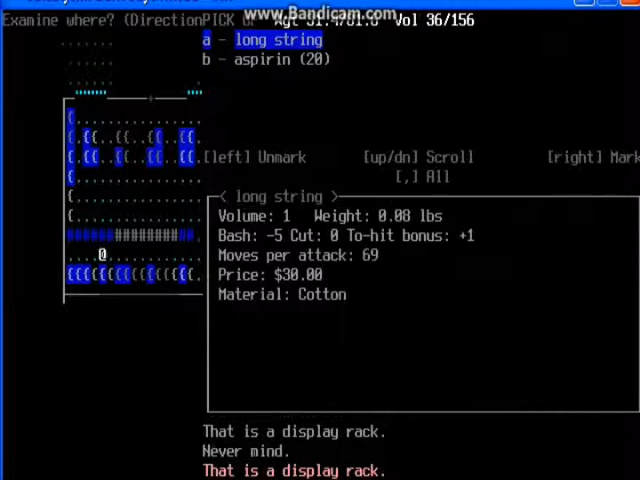 www.Bandicam.com
Examine where? (DirectionPICK Wgt Vol 36/156
a - long string
b - aspirin (20)
[left] Unmark [up/dn] Scroll [right] Mark
[,] All
< long string >
Volume: 1 Weight: 0.08 lbs
Bash: -5 Cut: 0 To-hit bonus: +1
Moves per attack: 69
Price: $30.00
Material: Cotton
That is a display rack.
Never mind.
That is a display rack.